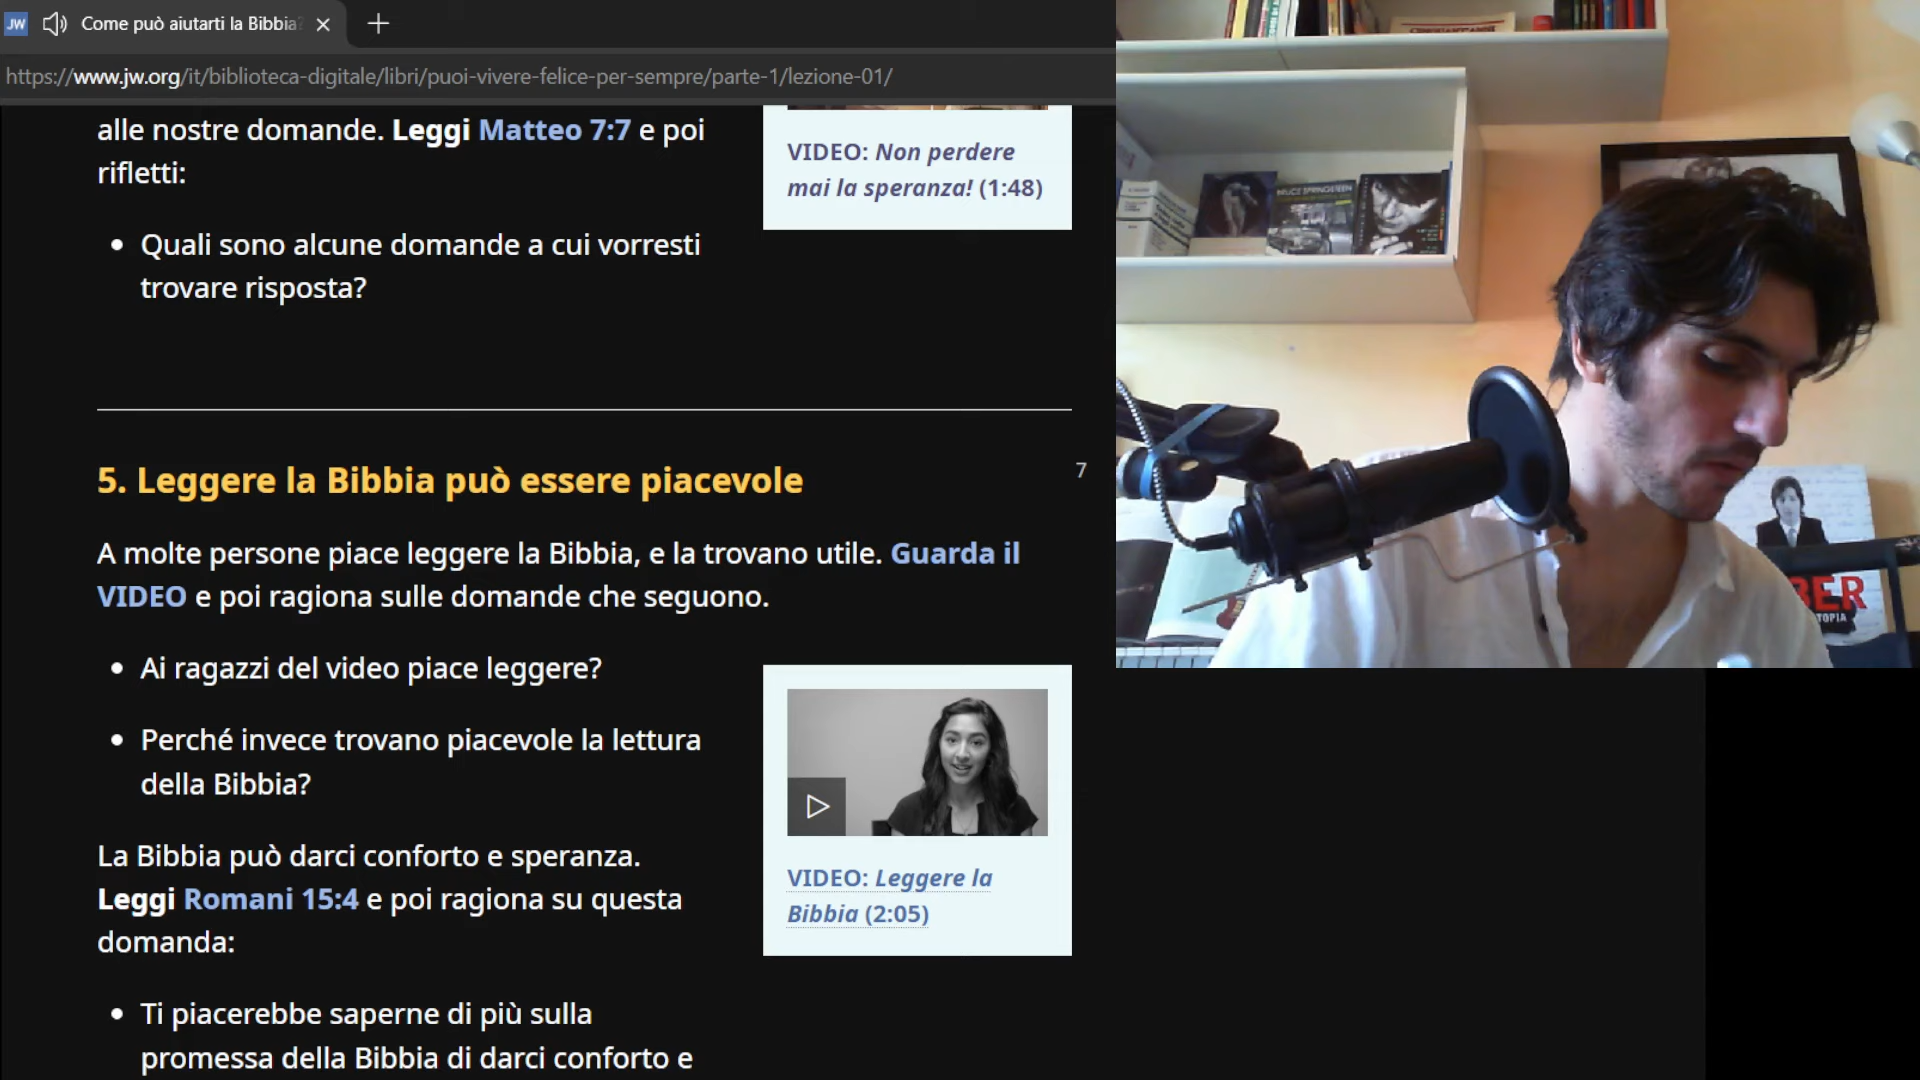 JW
Come può aiutarti la Bibbia?
https://www.jw.org/it/biblioteca-digitale/libri/puoi-vivere-felice-per-sempre/parte-1/lezione-01/
alle nostre domande. Leggi Matteo 7:7 e poi
rifletti:
VIDEO: Non perdere
mai la speranza! (1:48)
• Quali sono alcune domande a cui vorresti
trovare risposta?
5. Leggere la Bibbia può essere piacevole
7
A molte persone piace leggere la Bibbia, e la trovano utile. Guarda il
VIDEO e poi ragiona sulle domande che seguono.
• Ai ragazzi del video piace leggere?
• Perché invece trovano piacevole la lettura
della Bibbia?
La Bibbia può darci conforto e speranza.
Leggi Romani 15:4 e poi ragiona su questa
domanda:
VIDEO: Leggere la
Bibbia (2:05)
• Ti piacerebbe saperne di più sulla
promessa della Bibbia di darci conforto e
BRUCE SPRINGSTEEN
BER
TOPIA